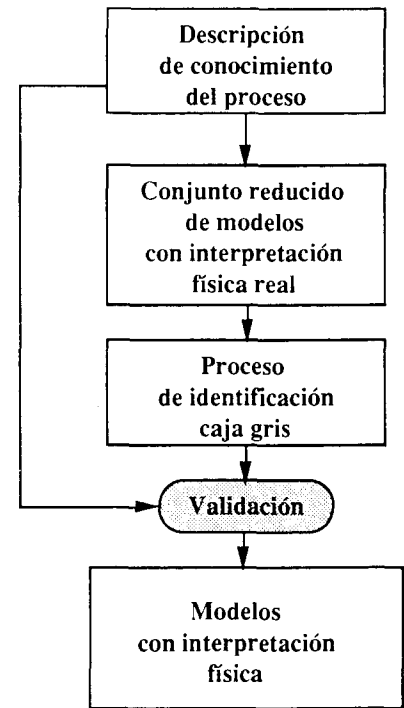 Descripción
de conocimiento
del proceso
Conjunto reducido
de modelos
con interpretación
física real
Proceso
de identificación
caja gris
Validación
Modelos
con interpretación
física